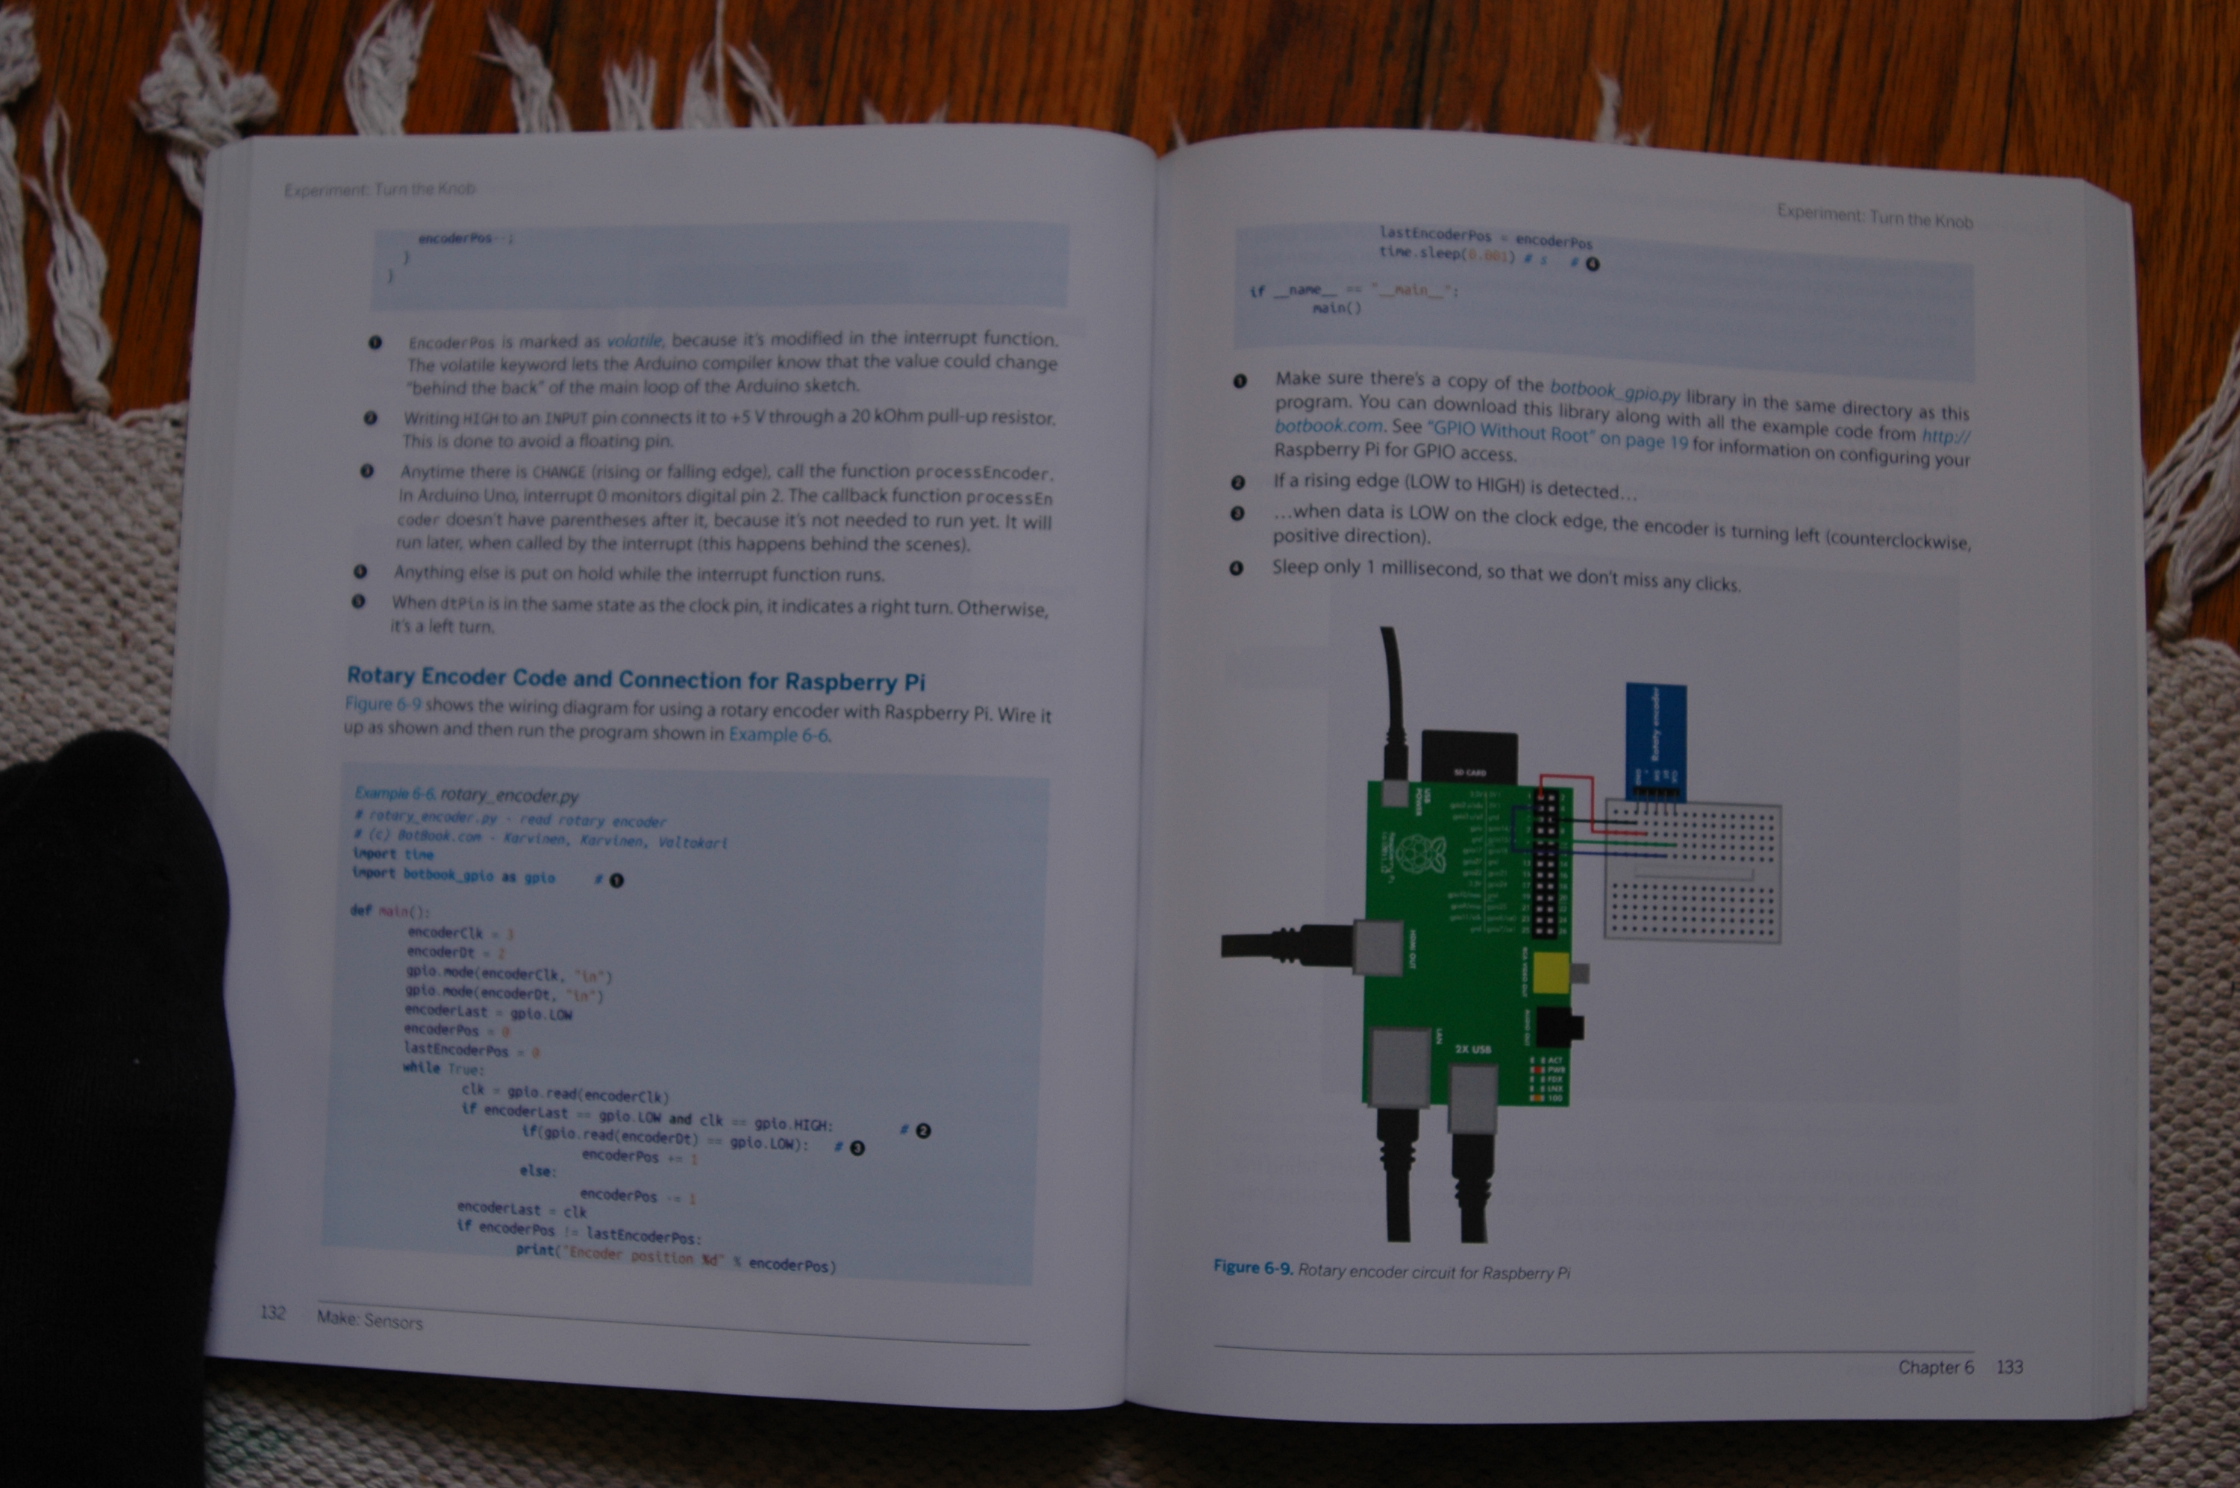 Experiment: Turn the Knob
encoderPos--;
}
}
❶ EncoderPos is marked as volatile, because it's modified in the interrupt function.
The volatile keyword lets the Arduino compiler know that the value could change
"behind the back" of the main loop of the Arduino sketch.
❷ Writing HIGH to an INPUT pin connects it to +5 V through a 20 kOhm pull-up resistor.
This is done to avoid a floating pin.
❸ Anytime there is CHANGE (rising or falling edge), call the function processEncoder.
In Arduino Uno, interrupt 0 monitors digital pin 2. The callback function processEn
coder doesn't have parentheses after it, because it's not needed to run yet. It will
run later, when called by the interrupt (this happens behind the scenes).
❹ Anything else is put on hold while the interrupt function runs.
❺ When dtPin is in the same state as the clock pin, it indicates a right turn. Otherwise,
it's a left turn.
Rotary Encoder Code and Connection for Raspberry Pi
Figure 6-9 shows the wiring diagram for using a rotary encoder with Raspberry Pi. Wire it
up as shown and then run the program shown in Example 6-6.
Example 6-6. rotary_encoder.py
# rotary_encoder.py - read rotary encoder
# (c) BotBook.com - Karvinen, Karvinen, Valtokari
import time
import botbook_gpio as gpio # ❶
def main():
encoderClk = 3
encoderDt = 2
gpio.mode(encoderClk, "in")
gpio.mode(encoderDt, "in")
encoderLast = gpio.LOW
encoderPos = 0
lastEncoderPos = 0
while True:
clk = gpio.read(encoderClk)
if encoderLast == gpio.LOW and clk == gpio.HIGH: # ❷
if(gpio.read(encoderDt) == gpio.LOW): # ❸
encoderPos += 1
else:
encoderPos -= 1
encoderLast = clk
if encoderPos != lastEncoderPos:
print("Encoder position %d" % encoderPos)
132 Make: Sensors
Experiment: Turn the Knob
lastEncoderPos = encoderPos
time.sleep(0.001) # s # ❹
if __name__ == "__main__":
main()
❶ Make sure there's a copy of the botbook_gpio.py library in the same directory as this
program. You can download this library along with all the example code from http://
botbook.com. See "GPIO Without Root" on page 19 for information on configuring your
Raspberry Pi for GPIO access.
❷ If a rising edge (LOW to HIGH) is detected…
❸ …when data is LOW on the clock edge, the encoder is turning left (counterclockwise,
positive direction).
❹ Sleep only 1 millisecond, so that we don't miss any clicks.
Rotary encoder
GND
SD CARD
USB
POWER
Raspberry Pi
HDMI OUT
RCA VIDEO OUT
AUDIO OUT
LAN
2X USB
ACT
PWR
FDX
LNK
100
Figure 6-9. Rotary encoder circuit for Raspberry Pi
Chapter 6 133